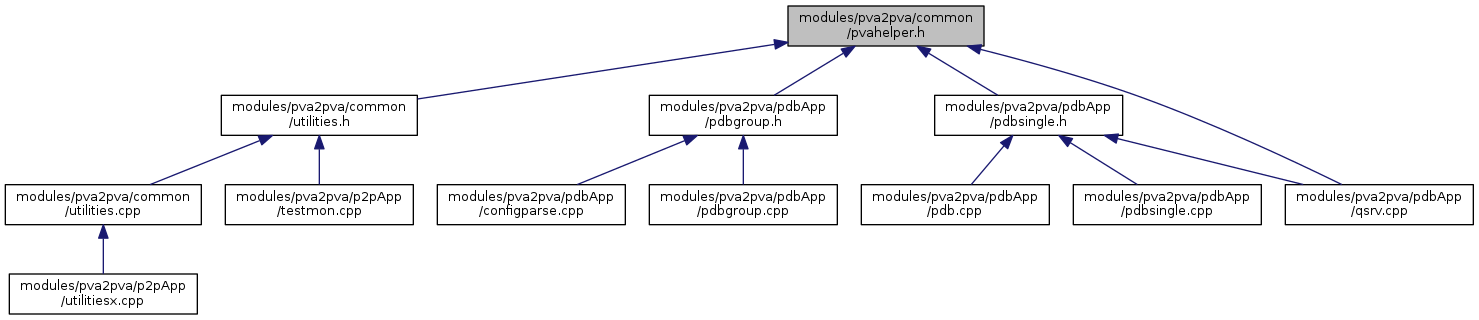 modules/pva2pva/common
/pvahelper.h
modules/pva2pva/common
/utilities.h
modules/pva2pva/pdbApp
/pdbgroup.h
modules/pva2pva/pdbApp
/pdbsingle.h
modules/pva2pva/common
/utilities.cpp
modules/pva2pva/p2pApp
/testmon.cpp
modules/pva2pva/pdbApp
/configparse.cpp
modules/pva2pva/pdbApp
/pdbgroup.cpp
modules/pva2pva/pdbApp
/pdb.cpp
modules/pva2pva/pdbApp
/pdbsingle.cpp
modules/pva2pva/pdbApp
/qsrv.cpp
modules/pva2pva/p2pApp
/utilitiesx.cpp